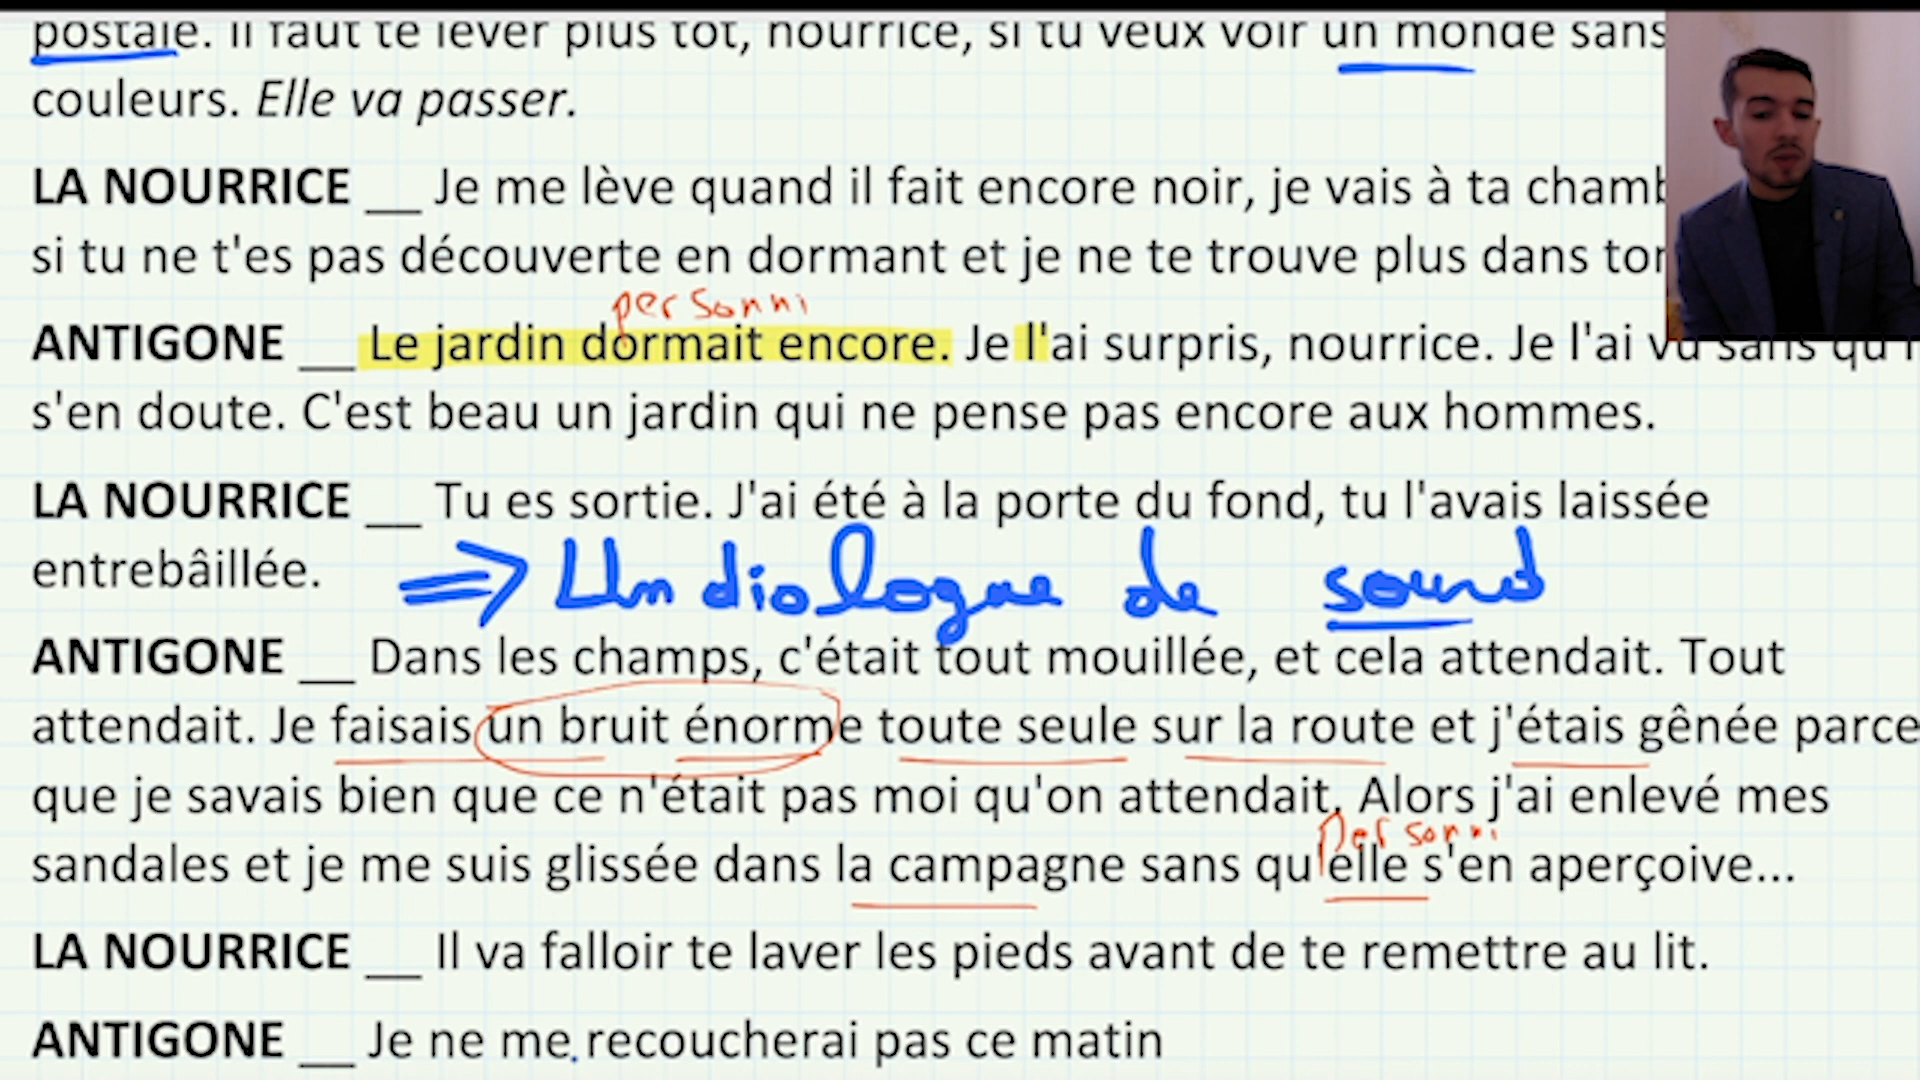 postale. Il faut te lever plus tôt, nourrice, si tu veux voir un monde sans
couleurs. Elle va passer.
LA NOURRICE __ Je me lève quand il fait encore noir, je vais à ta
si tu ne t'es pas découverte en dormant et je ne te trouve plus dans
personni
ANTIGONE __ Le jardin dormait encore. Je l'ai surpris, nourrice. Je l'ai vu sans
s'en doute. C'est beau un jardin qui ne pense pas encore aux hommes.
LA NOURRICE __ Tu es sortie. J'ai été à la porte du fond, tu l'avais laissée
entrebâillée. => Un dialogue de sourd
ANTIGONE __ Dans les champs, c'était tout mouillée, et cela attendait. Tout
attendait. Je faisais un bruit énorme toute seule sur la route et j'étais gênée parce
que je savais bien que ce n'était pas moi qu'on attendait. Alors j'ai enlevé mes
personni
sandales et je me suis glissée dans la campagne sans qu'elle s'en aperçoive...
LA NOURRICE __ Il va falloir te laver les pieds avant de te remettre au lit.
ANTIGONE __ Je ne me recoucherai pas ce matin